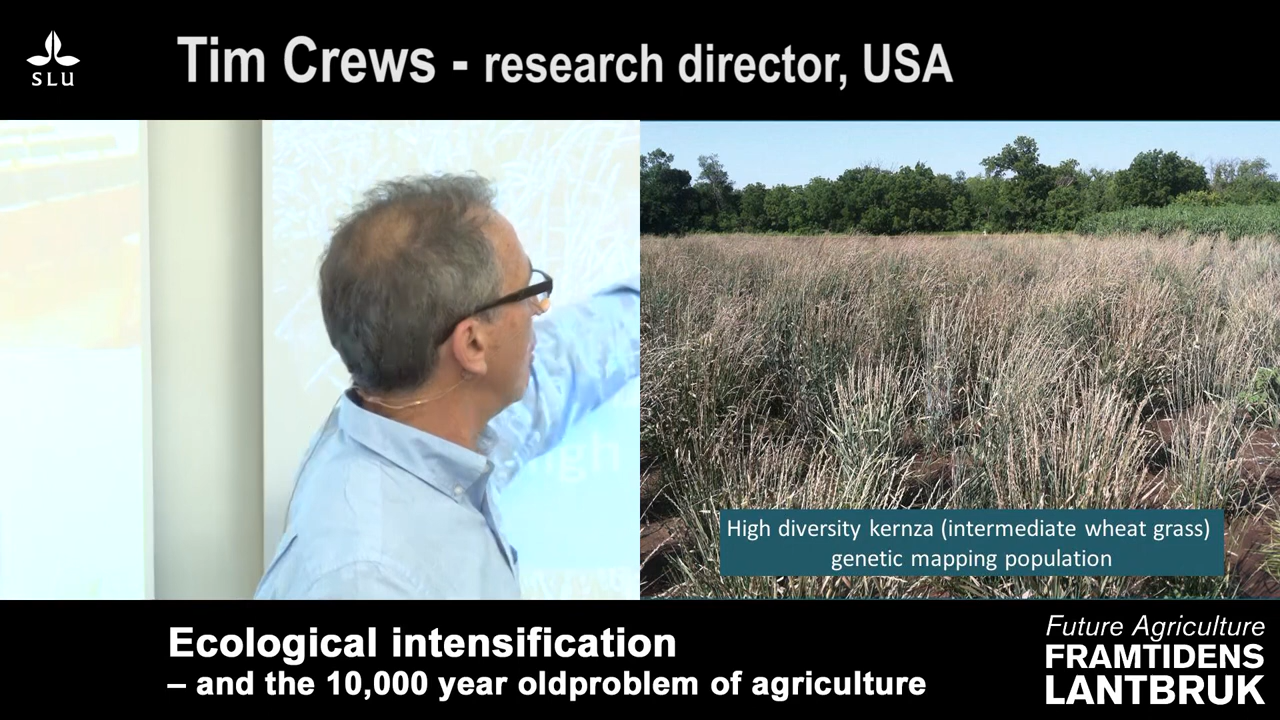 SLU
Tim Crews - research director, USA
High diversity kernza (intermediate wheat grass)
genetic mapping population
Ecological intensification
– and the 10,000 year oldproblem of agriculture
Future Agriculture
FRAMTIDENS
LANTBRUK